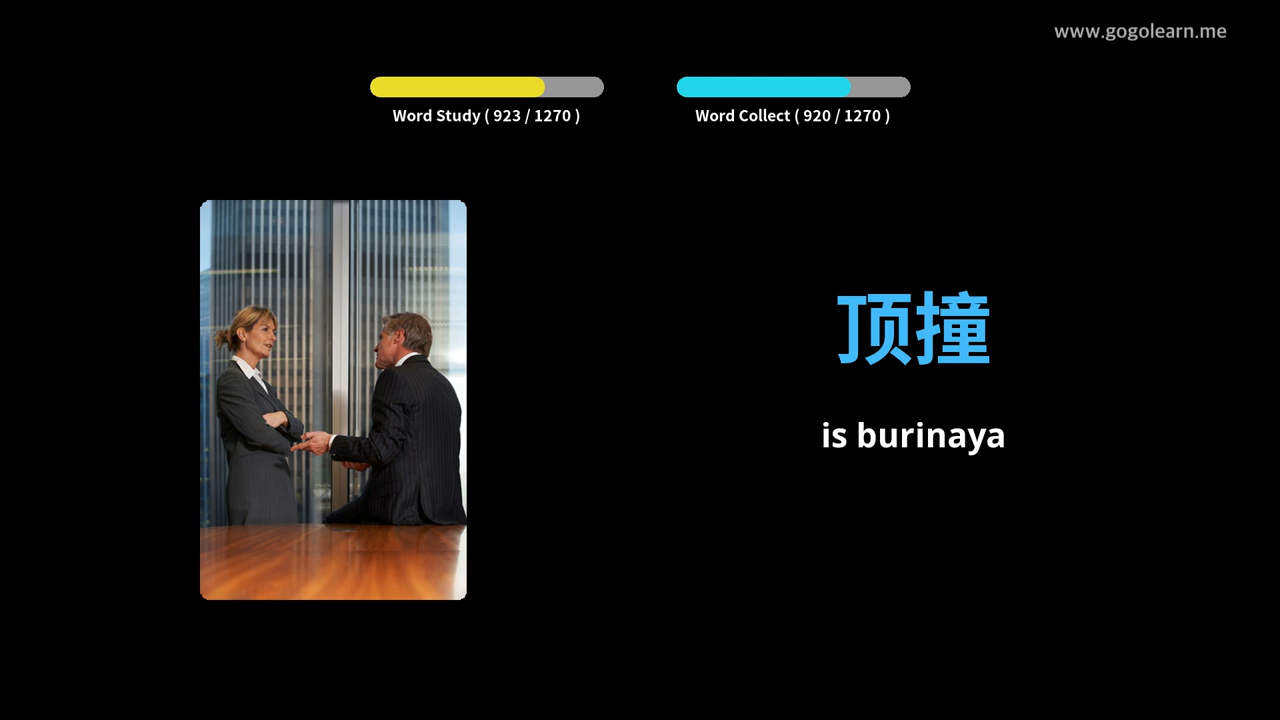 www.gogolearn.me
Word Study ( 923 / 1270 )
Word Collect ( 920 / 1270 )
顶撞
is burinaya